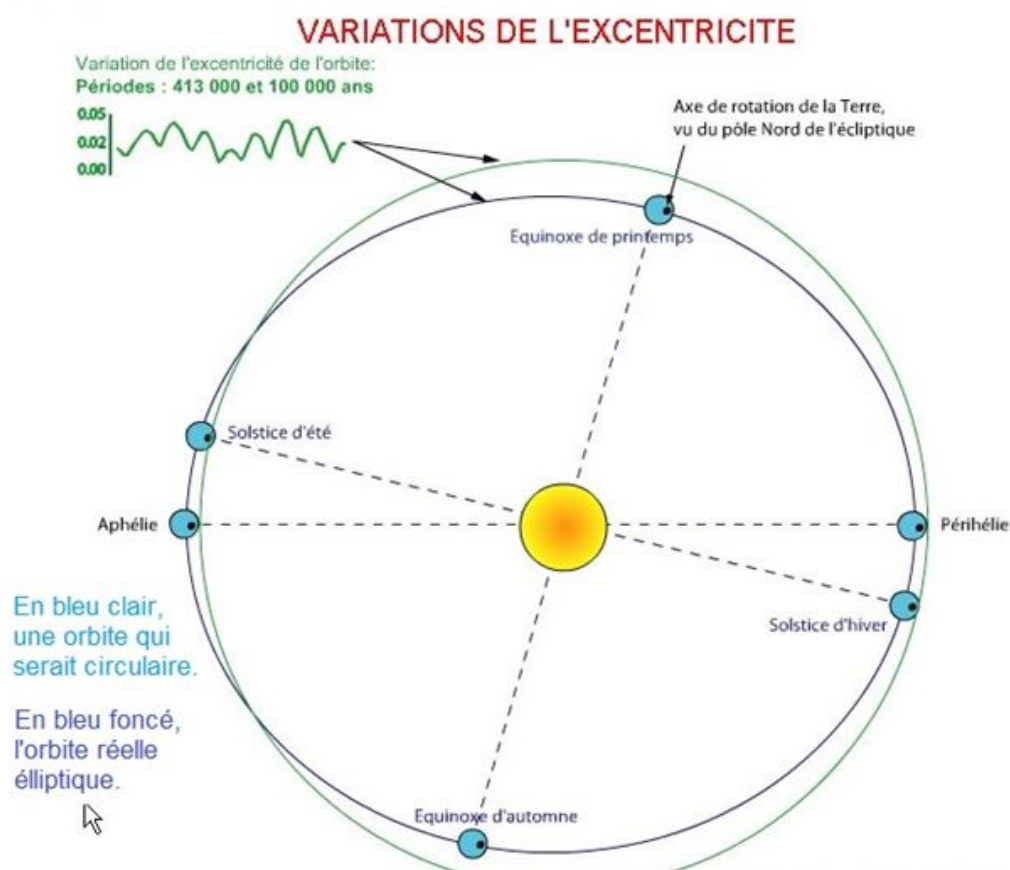 VARIATIONS DE L'EXCENTRICITE
Variation de l'excentricité de l'orbite:
Périodes : 413 000 et 100 000 ans
0.05
0.02
0.00
Axe de rotation de la Terre,
vu du pôle Nord de l'écliptique
Equinoxe de printemps
Solstice d'été
Aphélie
Périhélie
En bleu clair,
une orbite qui
serait circulaire.
Solstice d'hiver
En bleu foncé,
l'orbite réelle
élliptique.
Equinoxe d'automne